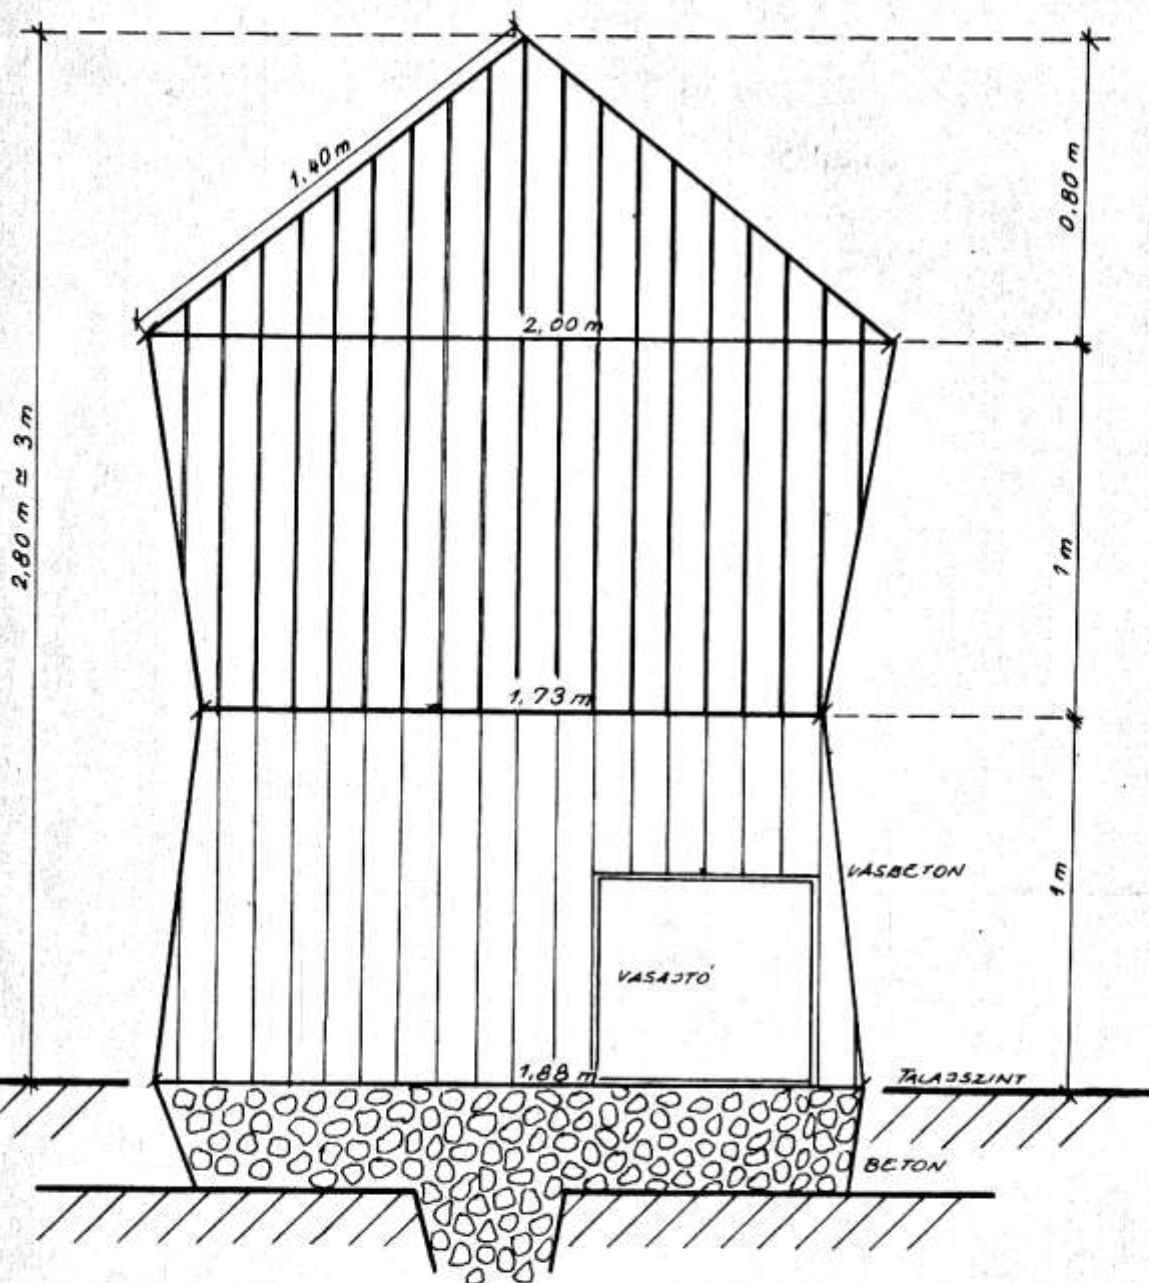 1,40 m
0,80 m
2,00 m
2,80 m ≈ 3 m
1 m
1,73 m
VASBETON
1 m
VASAJTÓ
1,88 m
TALAJSZINT
BETON